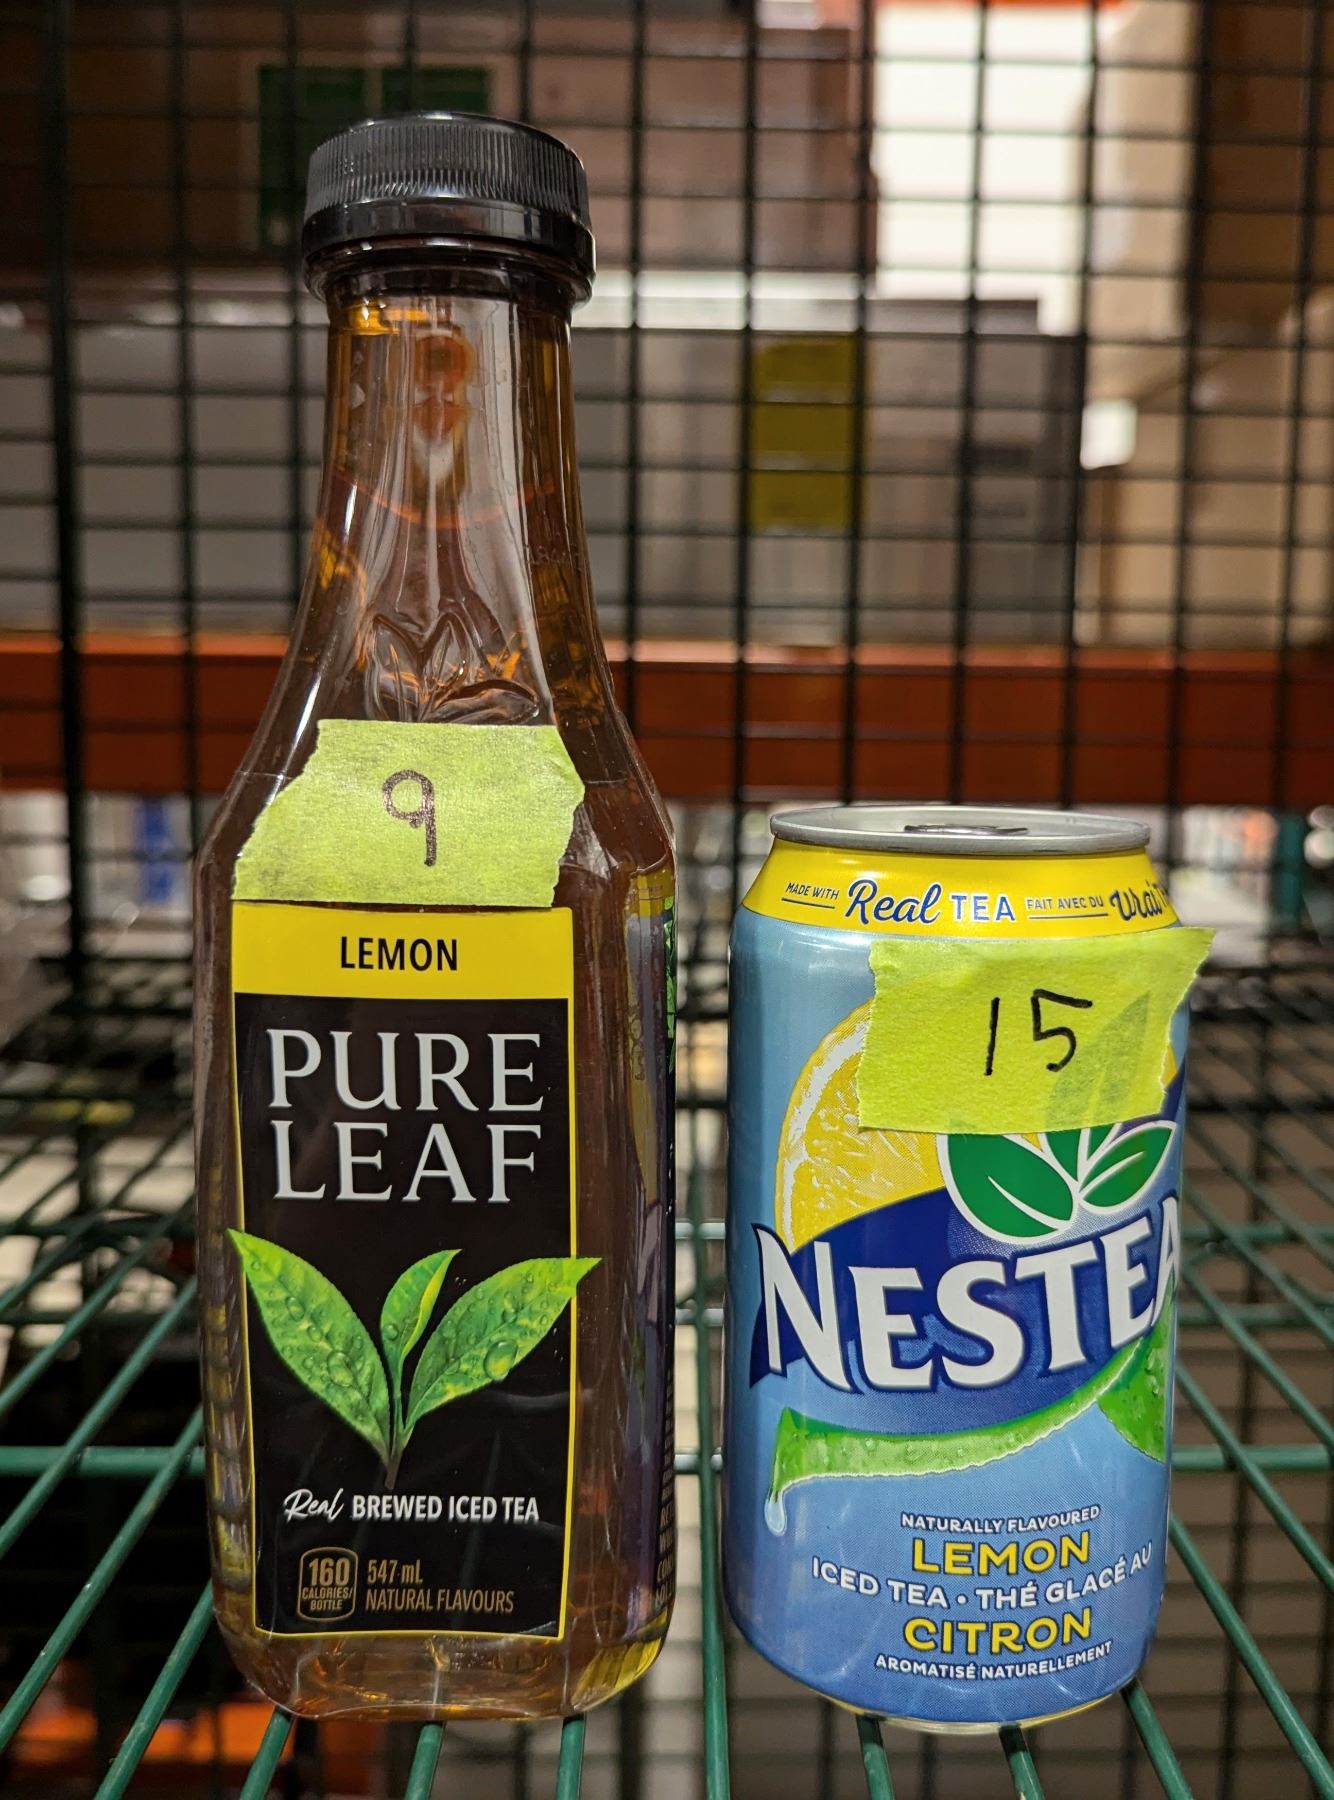 9
LEMON
PURE
LEAF
Real BREWED ICED TEA
160
CALORIES/
BOTTLE
547 mL
NATURAL FLAVOURS
MADE WITH Real TEA FAIT AVEC DU Vrai
15
NESTEA
NATURALLY FLAVOURED
LEMON
ICED TEA • THÉ GLACÉ AU
CITRON
AROMATISÉ NATURELLEMENT